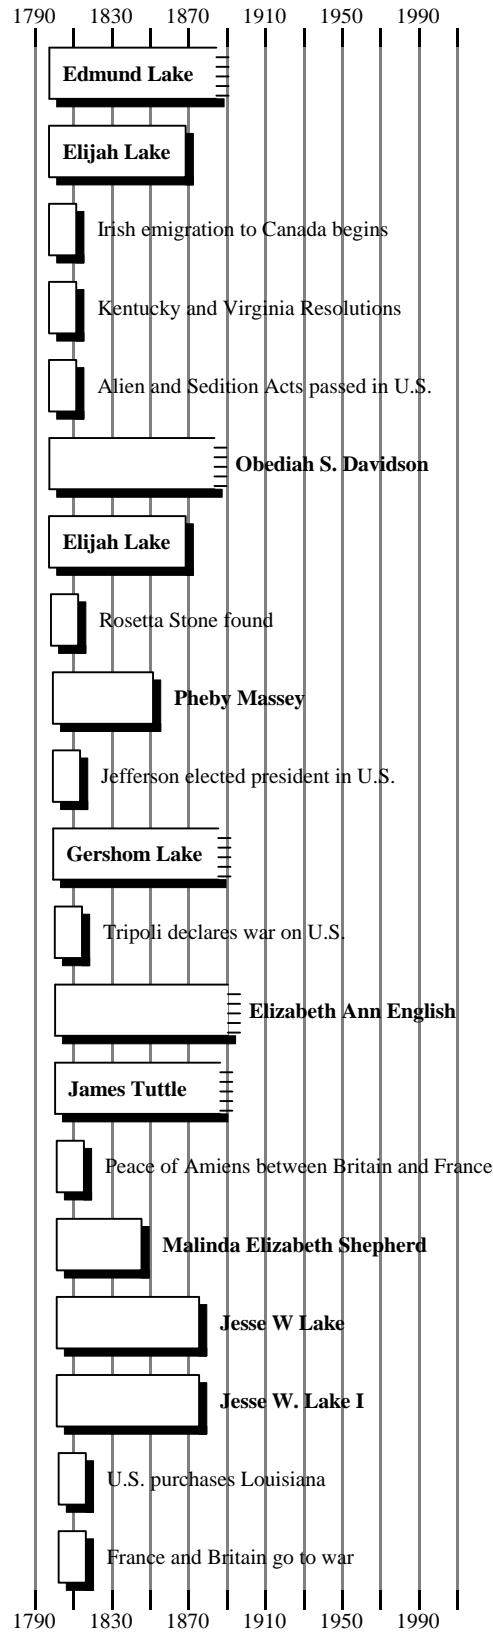 1790 1830 1870 1910 1950 1990
Edmund Lake
Elijah Lake
Irish emigration to Canada begins
Kentucky and Virginia Resolutions
Alien and Sedition Acts passed in U.S.
Obediah S. Davidson
Elijah Lake
Rosetta Stone found
Pheby Massey
Jefferson elected president in U.S.
Gershom Lake
Tripoli declares war on U.S.
Elizabeth Ann English
James Tuttle
Peace of Amiens between Britain and France
Malinda Elizabeth Shepherd
Jesse W Lake
Jesse W. Lake I
U.S. purchases Louisiana
France and Britain go to war
1790 1830 1870 1910 1950 1990